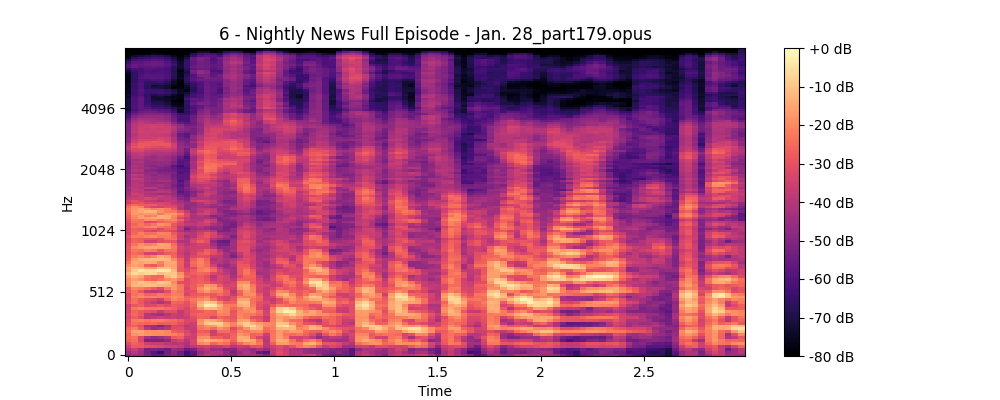 6 - Nightly News Full Episode - Jan. 28_part179.opus
Hz
4096
2048
1024
512
0
0 0.5 1 1.5 2 2.5
Time
+0 dB
-10 dB
-20 dB
-30 dB
-40 dB
-50 dB
-60 dB
-70 dB
-80 dB